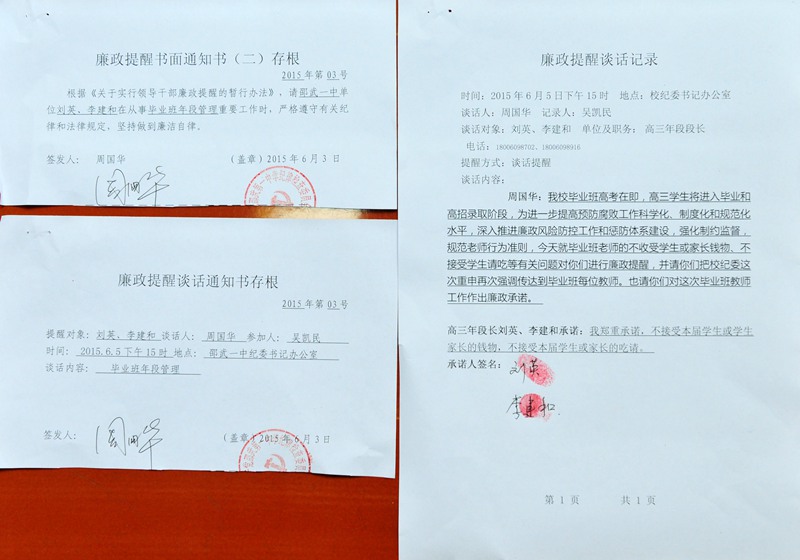 廉政提醒书面通知书（二）存根
2015年第03号
根据《关于实行领导干部廉政提醒的暂行办法》，请邵武一中单
位刘英、李建和在从事毕业班年段管理重要工作时，严格遵守有关纪
律和法律规定，坚持做到廉洁自律。
签发人： 周国华 （盖章）2015年6月3日
周国华
廉政提醒谈话通知书存根
2015年第03号
提醒对象：刘英、李建和 谈话人：周国华 参加人：吴凯民
时间：2015.6.5下午15时 地点：邵武一中纪委书记办公室
谈话内容： 毕业班年段管理
签发人： （盖章）2015年6月3日
周国华
廉政提醒谈话记录
时间：2015年6月5日下午15时 地点：校纪委书记办公室
谈话人：周国华 记录人：吴凯民
谈话对象：刘英、李建和 单位及职务：高三年段段长
电话：18006098702、18006098916
提醒方式：谈话提醒
谈话内容：
周国华：我校毕业班高考在即，高三学生将进入毕业和
高招录取阶段，为进一步提高预防腐败工作科学化、制度化和规范化
水平，深入推进廉政风险防控工作和惩防体系建设，强化制约监督，
规范老师行为准则，今天就毕业班老师的不收受学生或家长钱物、不
接受学生请吃等有关问题对你们进行廉政提醒，并请你们把校纪委这
次重申再次强调传达到毕业班每位教师。也请你们对这次毕业班教师
工作作出廉政承诺。
高三年段长刘英、李建和承诺：我郑重承诺，不接受本届学生或学生
家长的钱物，不接受本届学生或家长的吃请。
承诺人签名：刘英
李建和
第1页 共1页